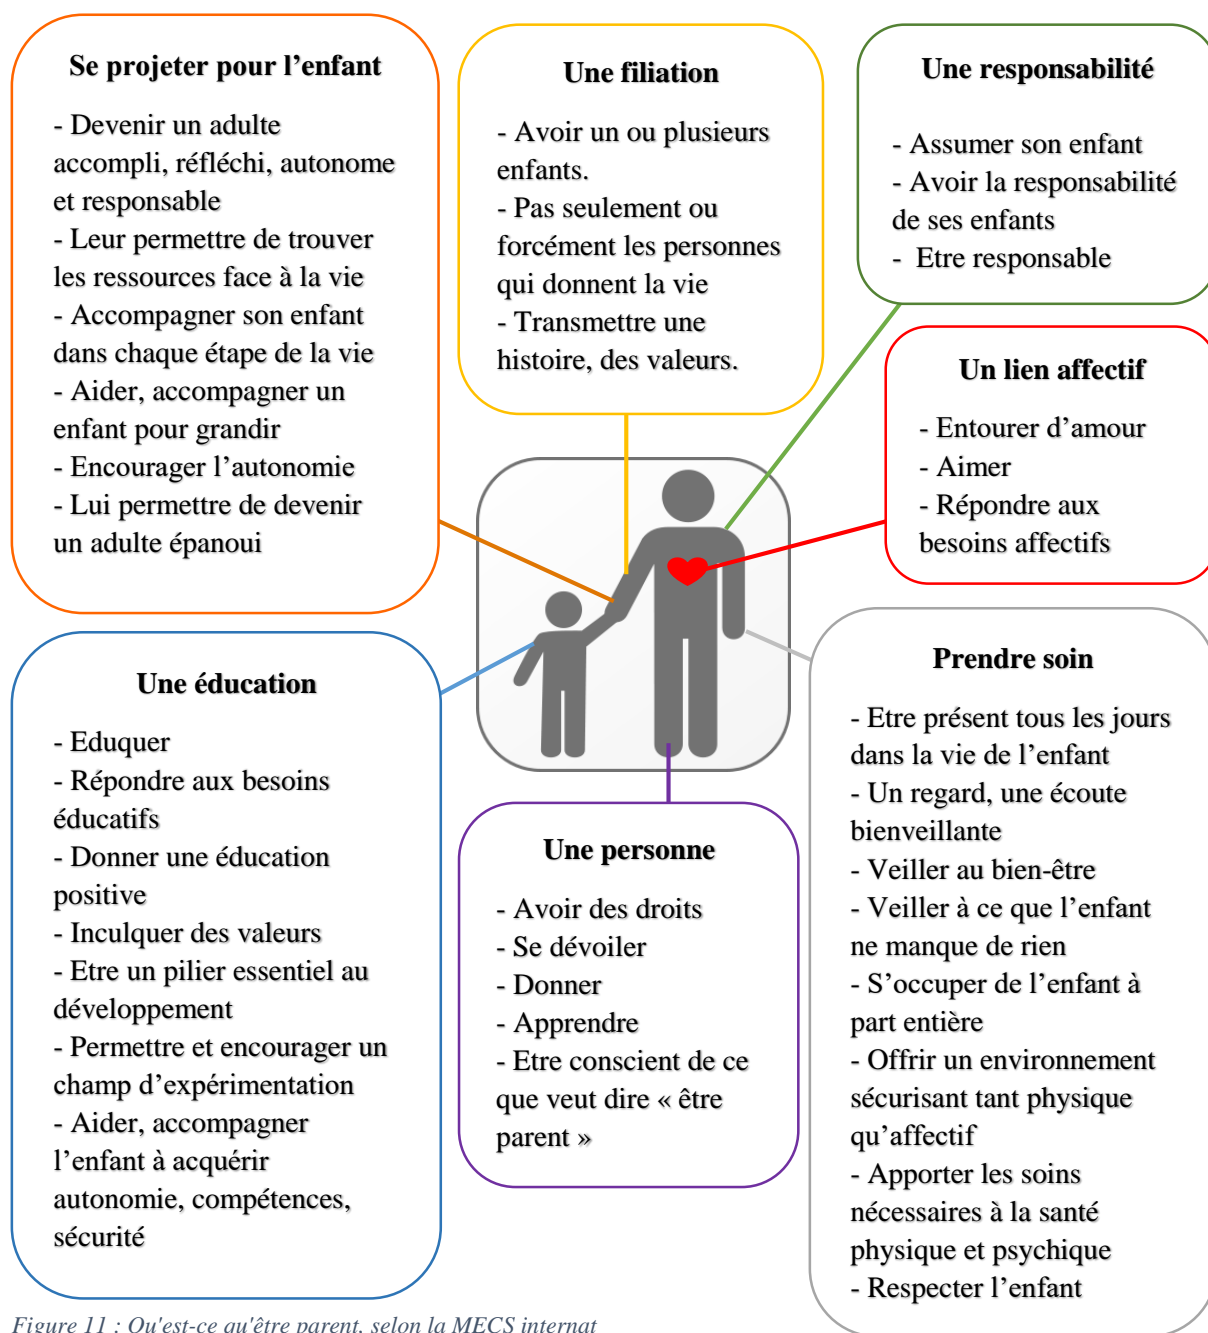 Se projeter pour l’enfant
- Devenir un adulte
accompli, réfléchi, autonome
et responsable
- Leur permettre de trouver
les ressources face à la vie
- Accompagner son enfant
dans chaque étape de la vie
- Aider, accompagner un
enfant pour grandir
- Encourager l’autonomie
- Lui permettre de devenir
un adulte épanoui
Une filiation
- Avoir un ou plusieurs
enfants.
- Pas seulement ou
forcément les personnes
qui donnent la vie
- Transmettre une
histoire, des valeurs.
Une responsabilité
- Assumer son enfant
- Avoir la responsabilité
de ses enfants
- Etre responsable
Un lien affectif
- Entourer d’amour
- Aimer
- Répondre aux
besoins affectifs
Une éducation
- Eduquer
- Répondre aux besoins
éducatifs
- Donner une éducation
positive
- Inculquer des valeurs
- Etre un pilier essentiel au
développement
- Permettre et encourager un
champ d’expérimentation
- Aider, accompagner
l’enfant à acquérir
autonomie, compétences,
sécurité
Une personne
- Avoir des droits
- Se dévoiler
- Donner
- Apprendre
- Etre conscient de ce
que veut dire « être
parent »
Prendre soin
- Etre présent tous les jours
dans la vie de l’enfant
- Un regard, une écoute
bienveillante
- Veiller au bien-être
- Veiller à ce que l’enfant
ne manque de rien
- S’occuper de l’enfant à
part entière
- Offrir un environnement
sécurisant tant physique
qu’affectif
- Apporter les soins
nécessaires à la santé
physique et psychique
- Respecter l’enfant
Figure 11 : Qu'est-ce qu'être parent, selon la MECS internat